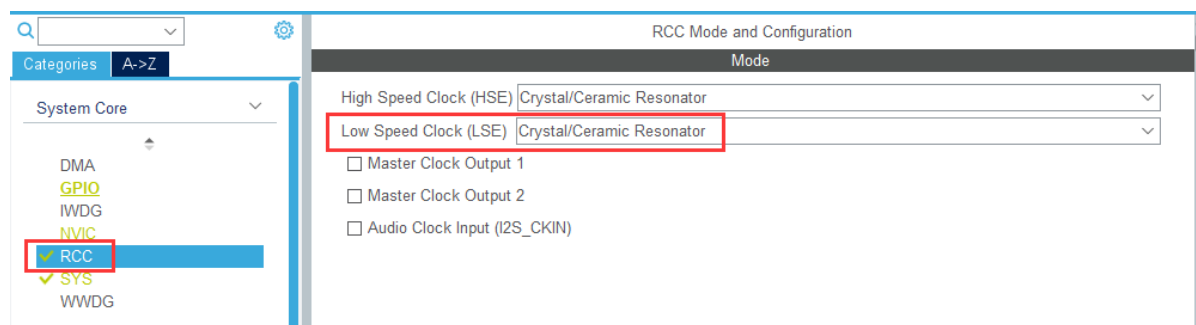 Categories A->Z
System Core
DMA
GPIO
IWDG
NVIC
RCC
SYS
WWDG
RCC Mode and Configuration
Mode
High Speed Clock (HSE) Crystal/Ceramic Resonator
Low Speed Clock (LSE) Crystal/Ceramic Resonator
Master Clock Output 1
Master Clock Output 2
Audio Clock Input (I2S_CKIN)